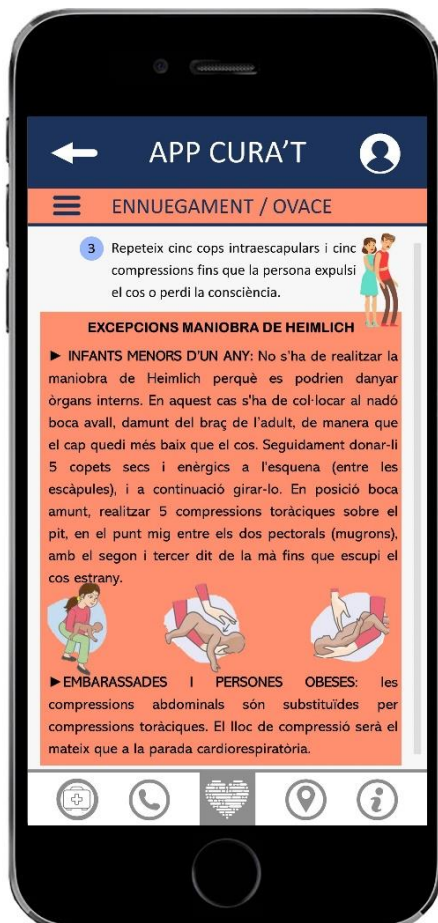 APP CURA'T
ENNUEGAMENT / OVACE
3 Repeteix cinc cops intraescapulars i cinc
compressions fins que la persona expulsi
el cos o perdi la consciència.
EXCEPCIONS MANIOBRA DE HEIMLICH
► INFANTS MENORS D'UN ANY: No s'ha de realitzar la
maniobra de Heimlich perquè es podrien danyar
òrgans interns. En aquest cas s'ha de col·locar al nadó
boca avall, damunt del braç de l'adult, de manera que
el cap quedi més baix que el cos. Seguidament donar-li
5 copets secs i enèrgics a l'esquena (entre les
escàpules), i a continuació girar-lo. En posició boca
amunt, realitzar 5 compressions toràciques sobre el
pit, en el punt mig entre els dos pectorals (mugrons),
amb el segon i tercer dit de la mà fins que escupi el
cos estrany.
►EMBARASSADES I PERSONES OBESES: les
compressions abdominals són substituïdes per
compressions toràciques. El lloc de compressió serà el
mateix que a la parada cardiorespiratòria.